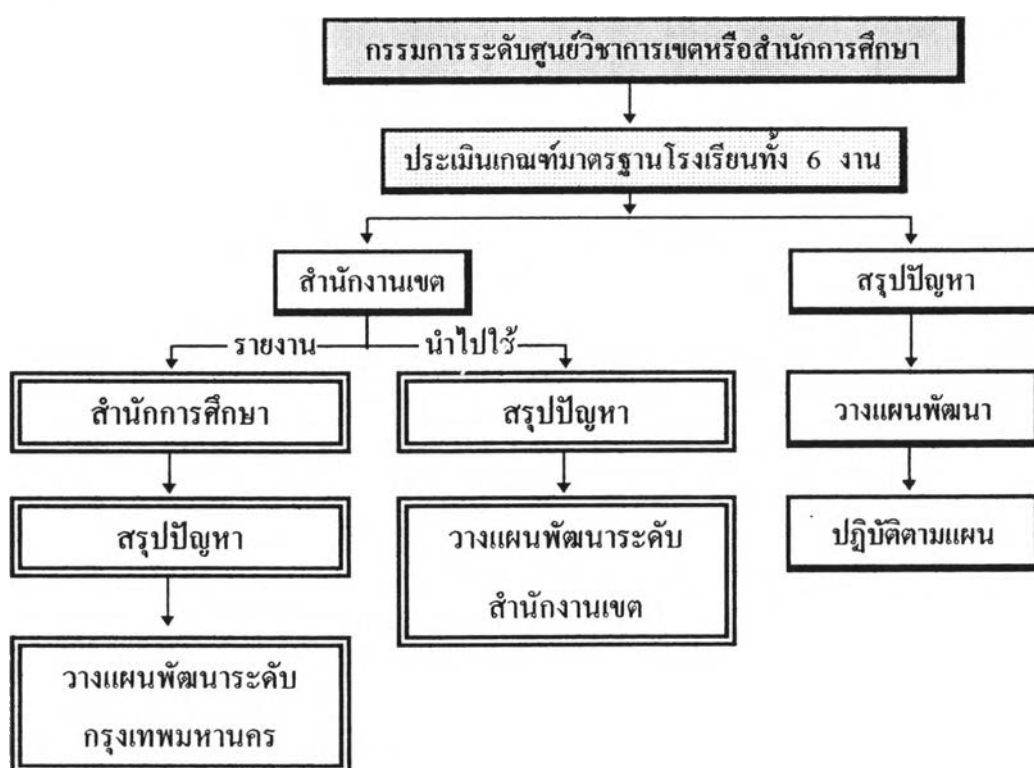 กรรมการระดับศูนย์วิชาการเขตหรือสำนักการศึกษา
ประเมินเกณฑ์มาตรฐานโรงเรียนทั้ง 6 งาน
สำนักงานเขต
สรุปปัญหา
รายงาน
นำไปใช้
สำนักการศึกษา
สรุปปัญหา
วางแผนพัฒนา
สรุปปัญหา
วางแผนพัฒนาระดับ
สำนักงานเขต
ปฏิบัติตามแผน
วางแผนพัฒนาระดับ
กรุงเทพมหานคร